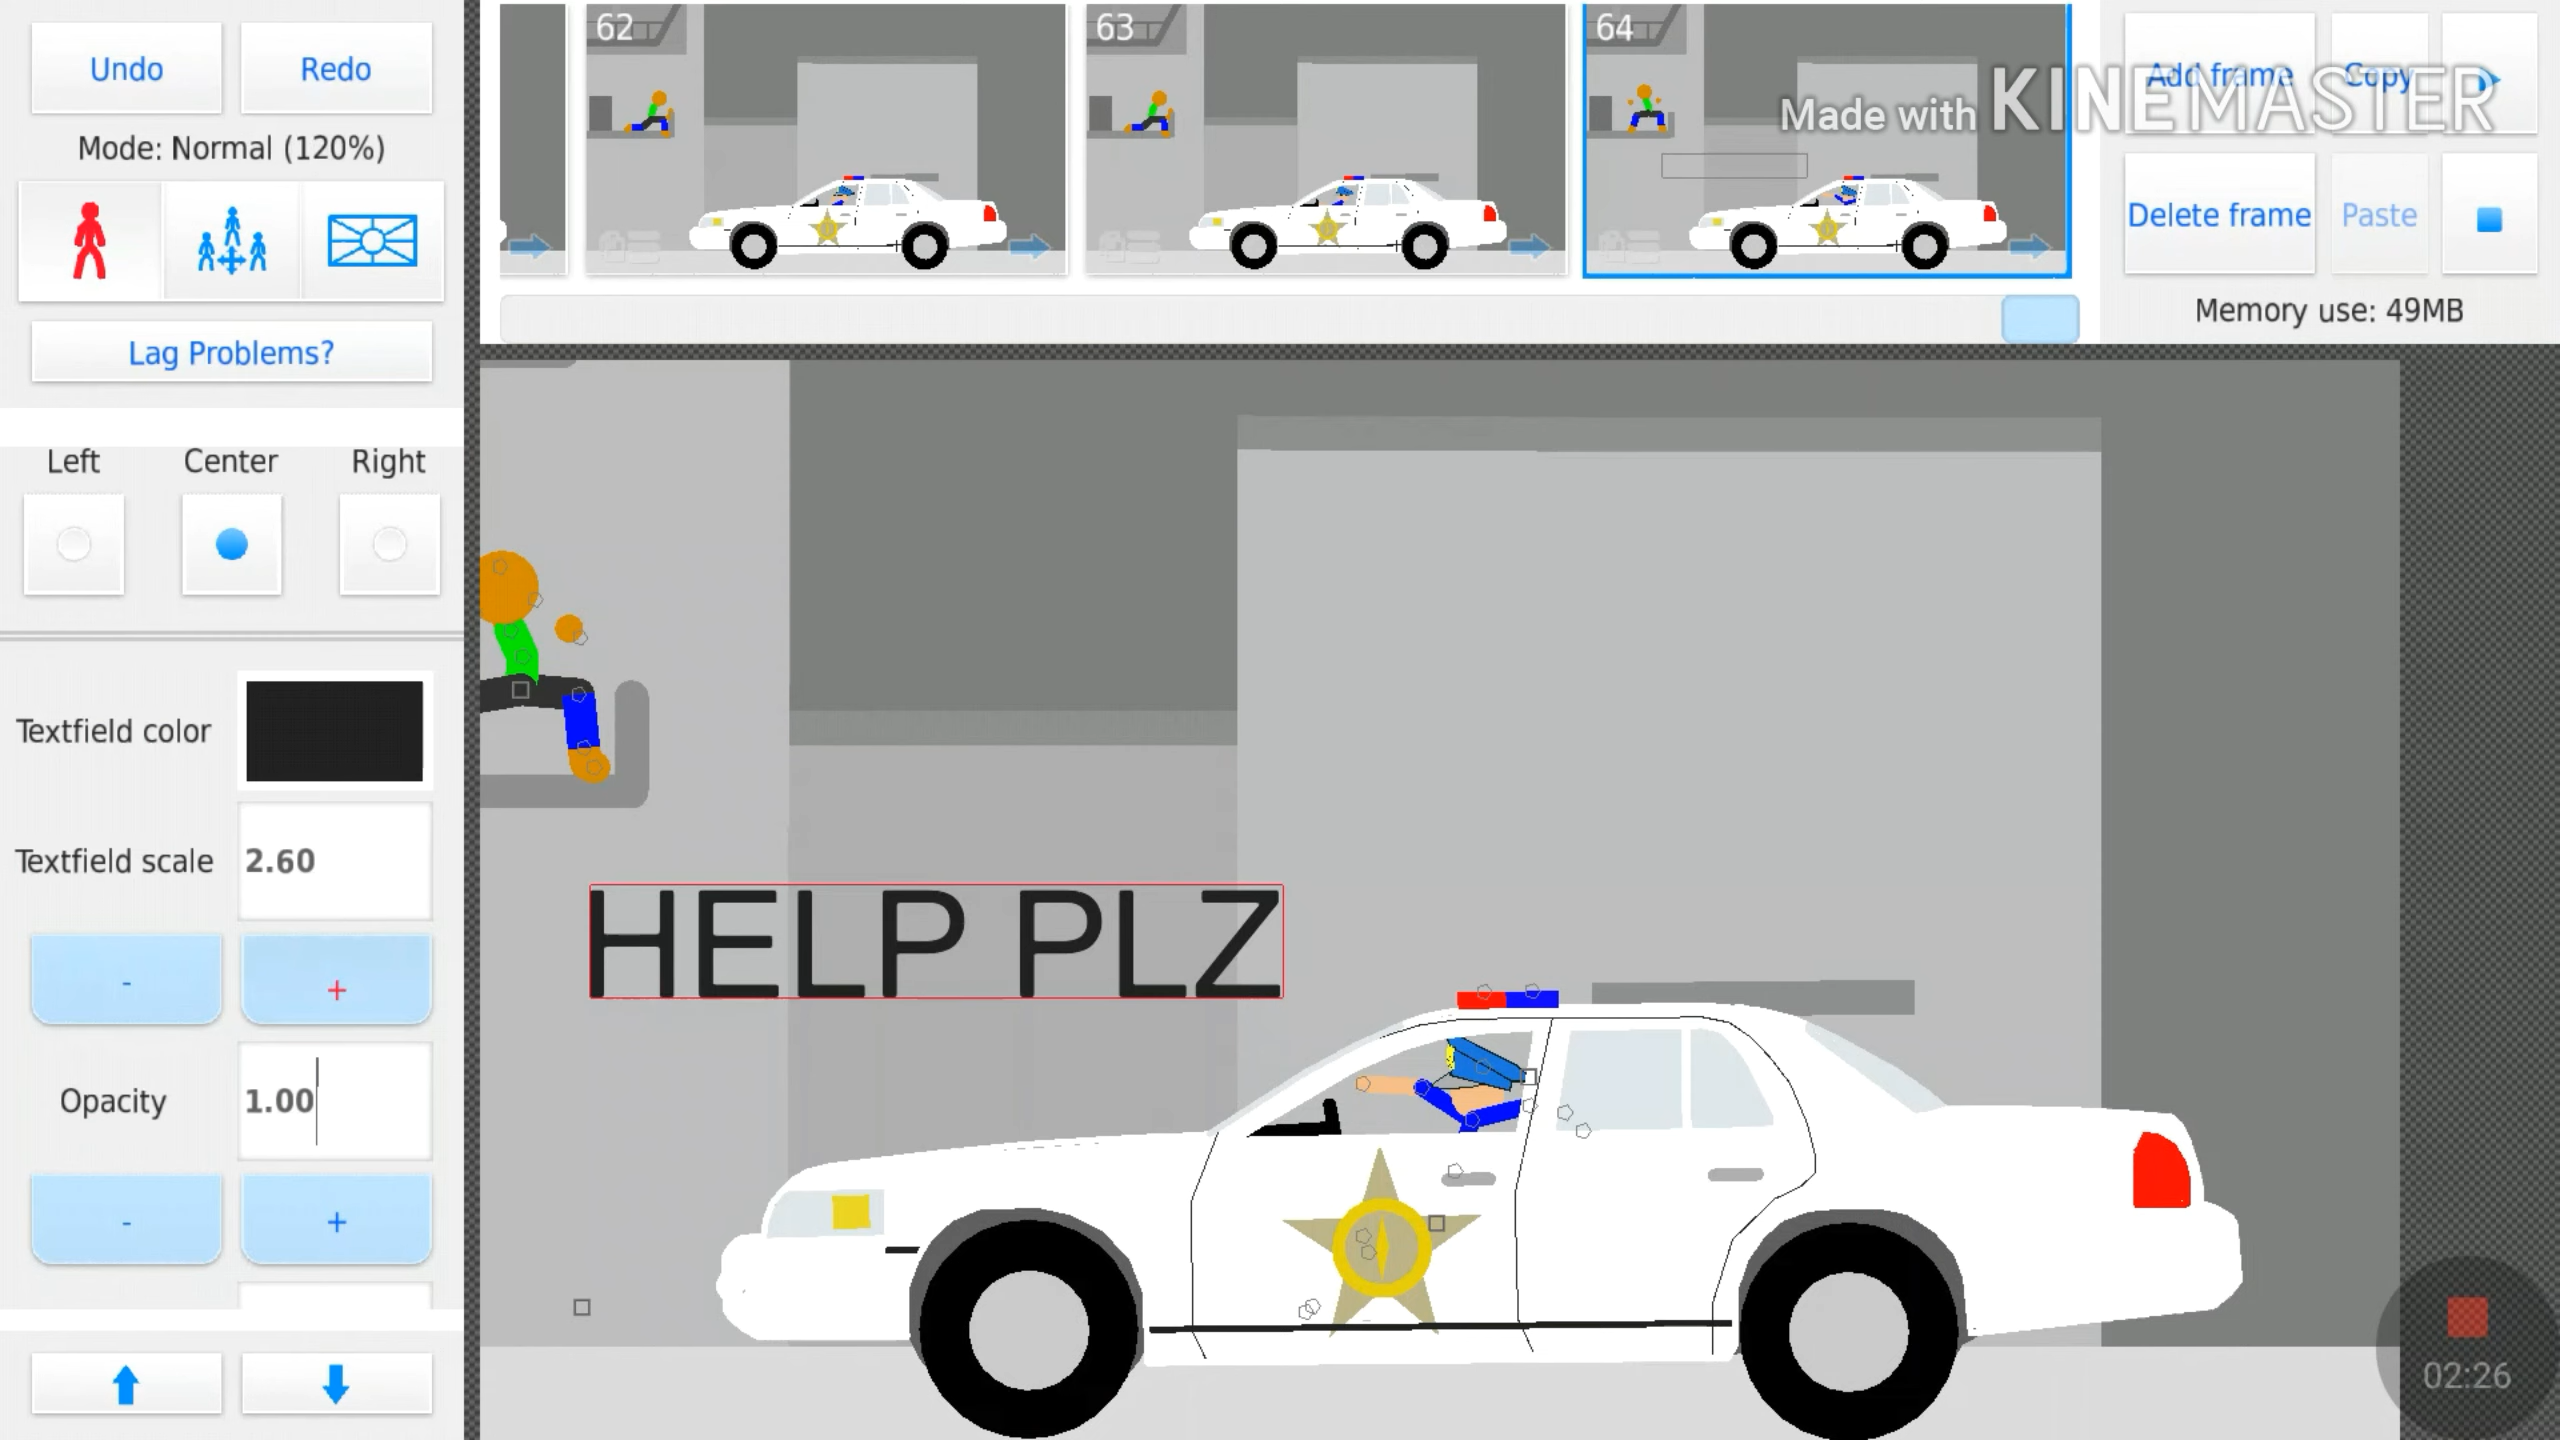 Undo Redo
Mode: Normal (120%)
Lag Problems?
Left Center Right
Textfield color
Textfield scale 2.60
- +
Opacity 1.00
- +
62 63 64
Add frame Copy
Made with KINEMASTER
Delete frame Paste
Memory use: 49MB
HELP PLZ
02:26